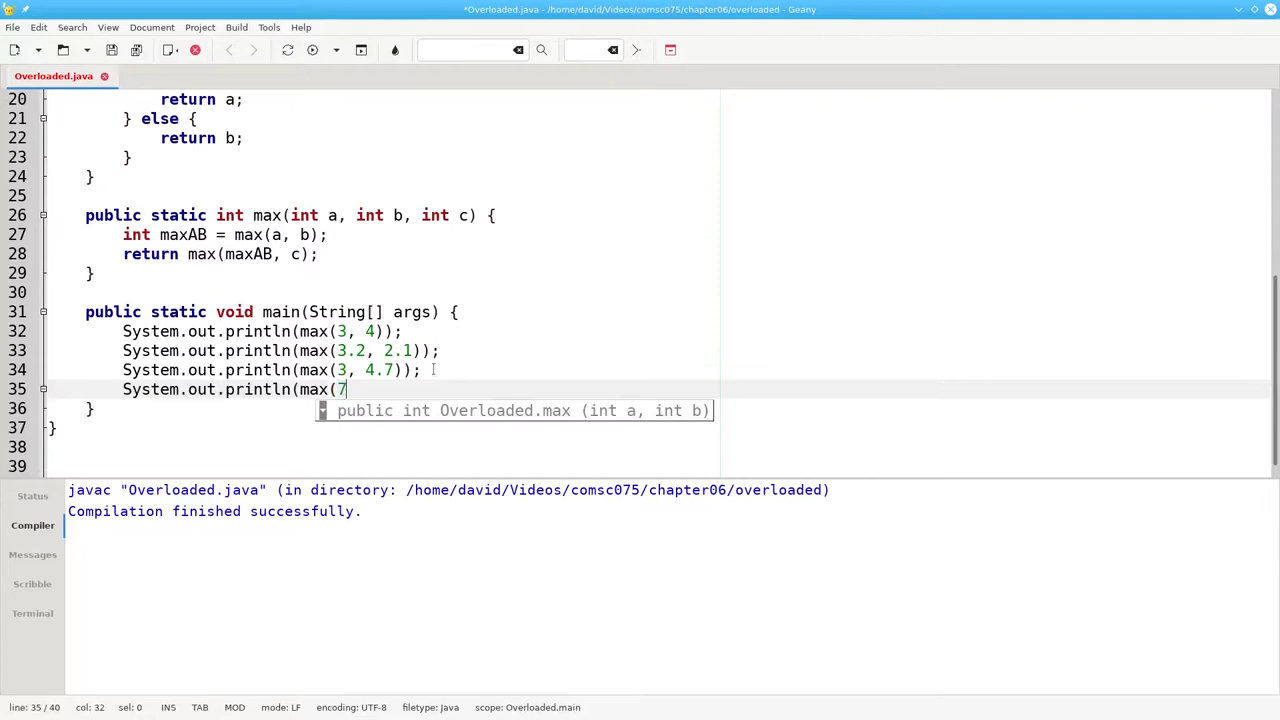 *Overloaded.java - /home/david/Videos/comsc075/chapter06/overloaded - Geany
File Edit Search View Document Project Build Tools Help
Overloaded.java
20 return a;
21 } else {
22 return b;
23 }
24 }
25
26 public static int max(int a, int b, int c) {
27 int maxAB = max(a, b);
28 return max(maxAB, c);
29 }
30
31 public static void main(String[] args) {
32 System.out.println(max(3, 4));
33 System.out.println(max(3.2, 2.1));
34 System.out.println(max(3, 4.7));
35 System.out.println(max(7
36 }
public int Overloaded.max (int a, int b)
37 }
38
39
Status
Compiler
Messages
Scribble
Terminal
javac "Overloaded.java" (in directory: /home/david/Videos/comsc075/chapter06/overloaded)
Compilation finished successfully.
line: 35 / 40 col: 32 sel: 0 INS TAB MOD mode: LF encoding: UTF-8 filetype: Java scope: Overloaded.main